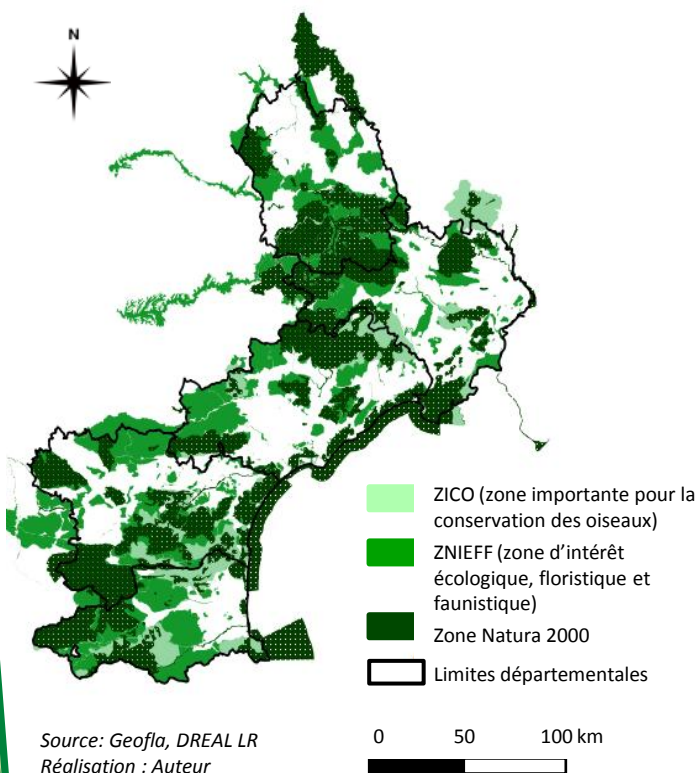 N
ZICO (zone importante pour la
conservation des oiseaux)
ZNIEFF (zone d'intérêt
écologique, floristique et
faunistique)
Zone Natura 2000
Limites départementales
Source: Geofla, DREAL LR
Réalisation : Auteur
0 50 100 km